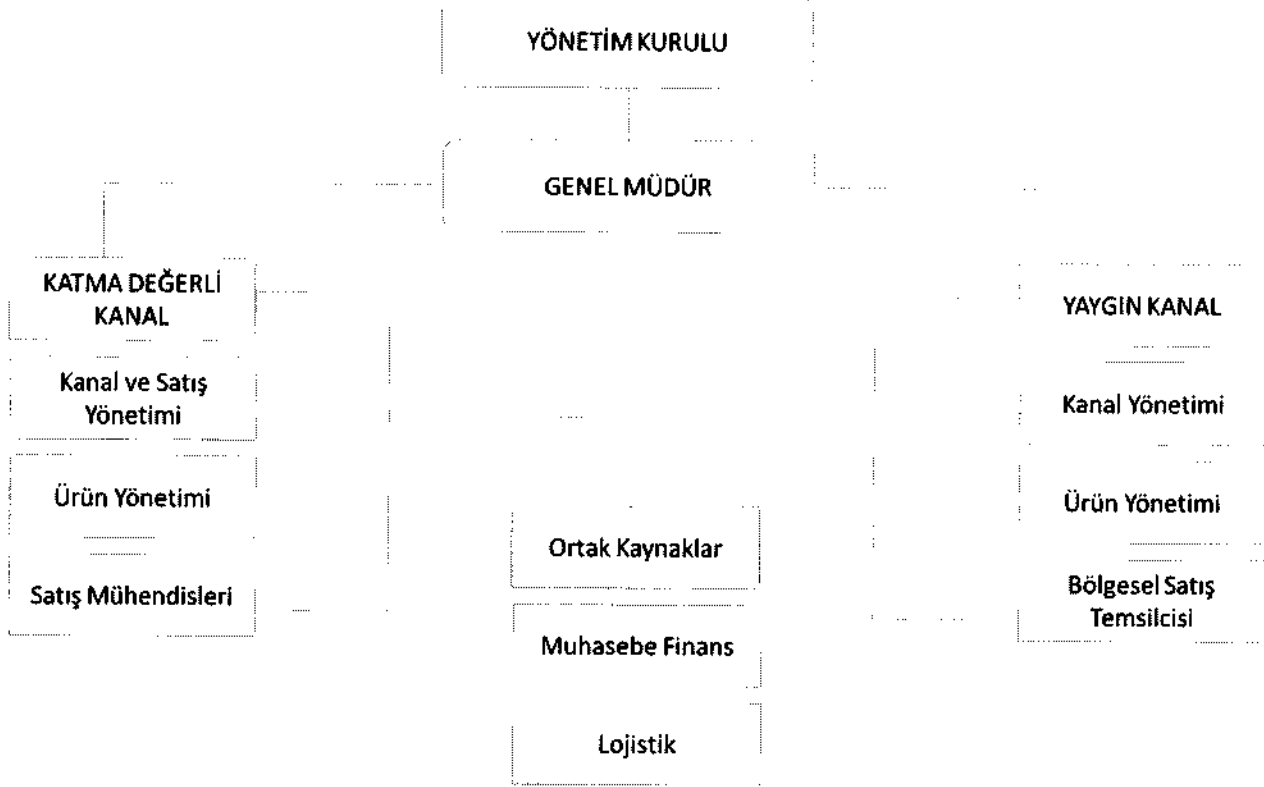 YÖNETİM KURULU
GENEL MÜDÜR
KATMA DEĞERLİ
KANAL
Kanal ve Satış
Yönetimi
Ürün Yönetimi
Satış Mühendisleri
Ortak Kaynaklar
Muhasebe Finans
Lojistik
YAYGIN KANAL
Kanal Yönetimi
Ürün Yönetimi
Bölgesel Satış
Temsilcisi